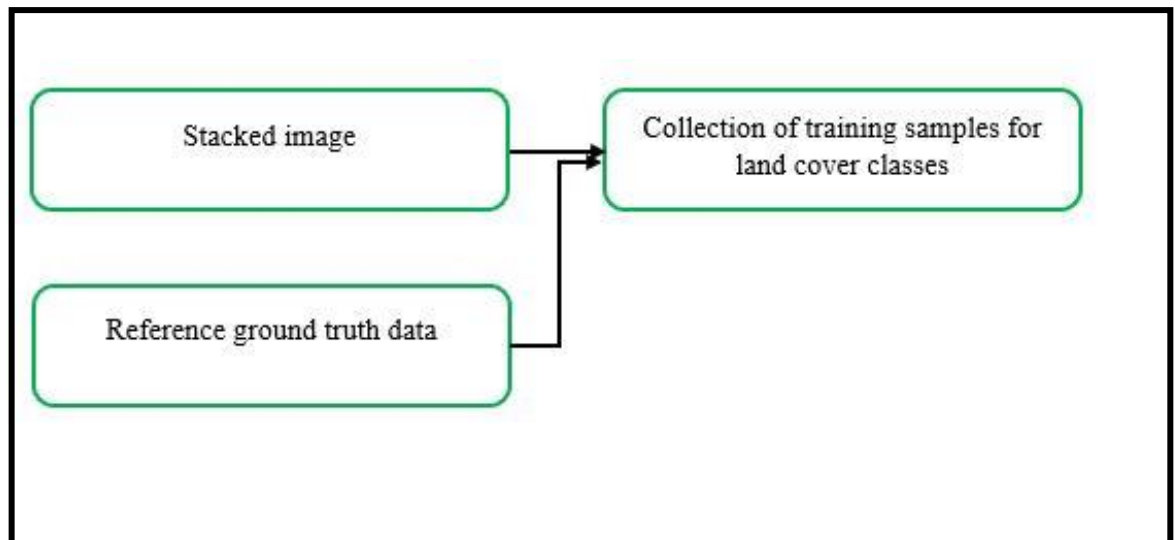 Stacked image
Collection of training samples for
land cover classes
Reference ground truth data